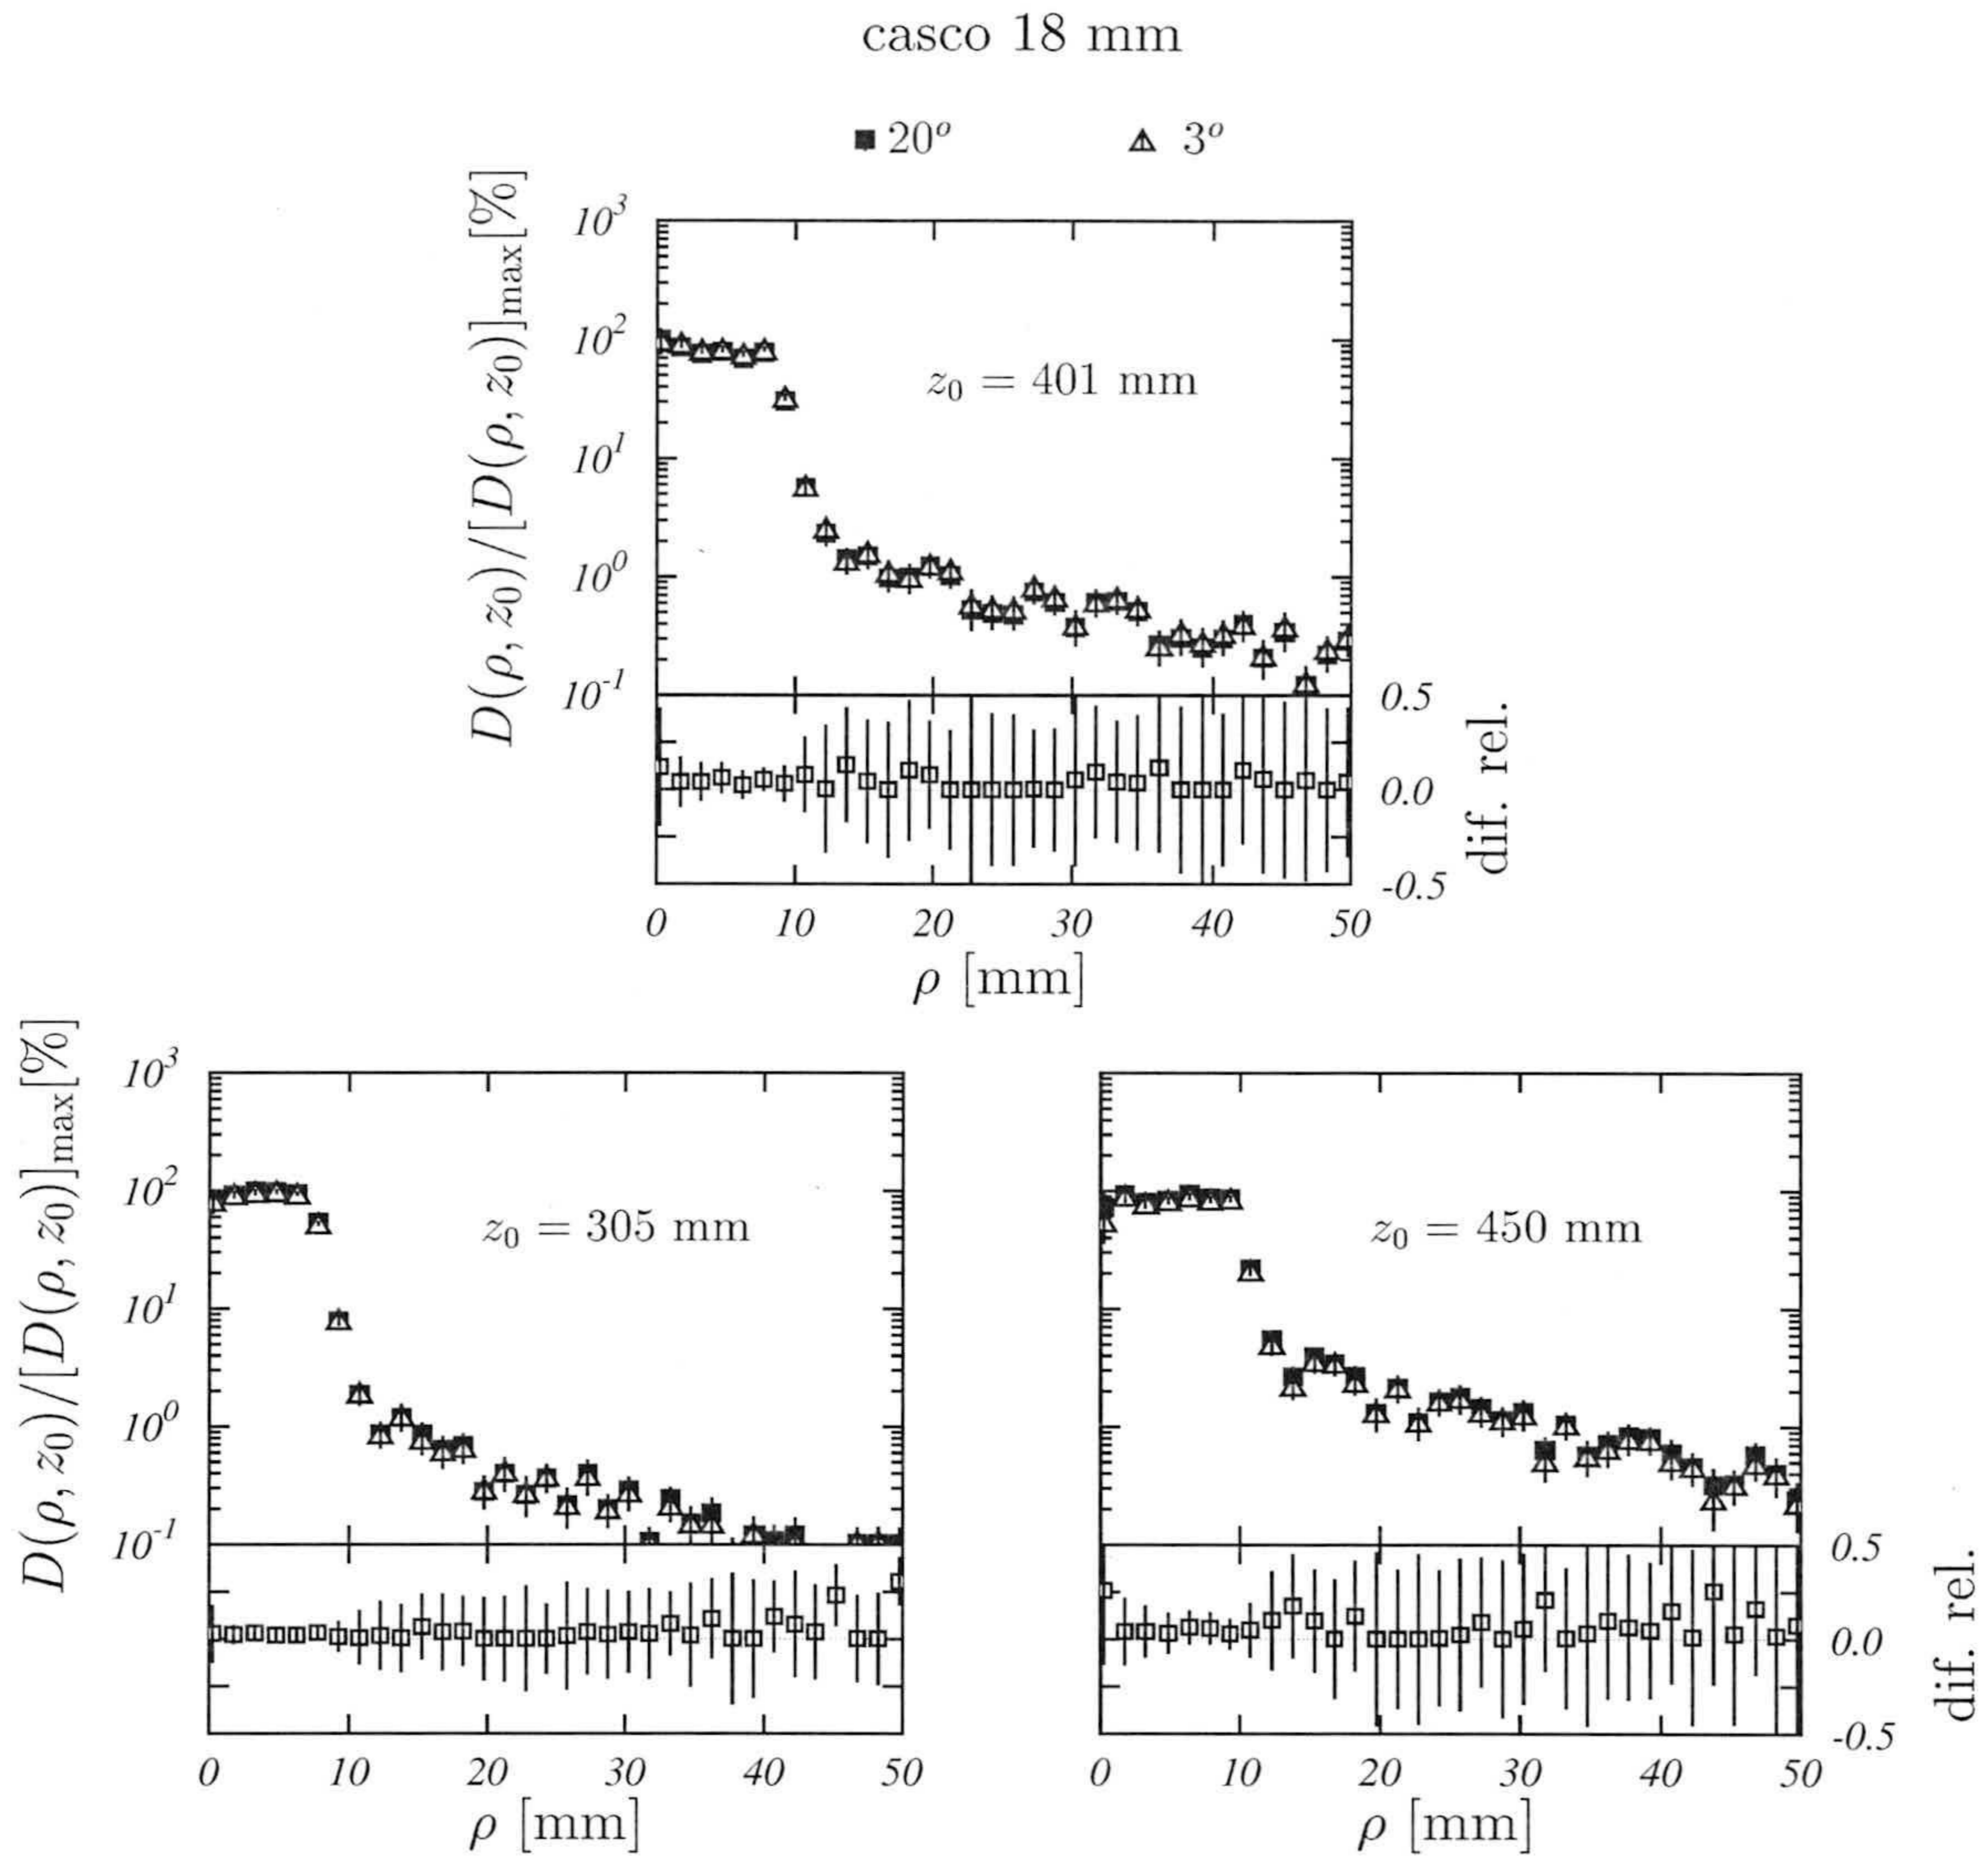 casco 18 mm
20º 3º
D(ρ, z₀)/[D(ρ, z₀)]max[%]
10³
10²
10¹
10⁰
10⁻¹
z₀ = 401 mm
0.5
0.0
-0.5
dif. rel.
0 10 20 30 40 50
ρ [mm]
D(ρ, z₀)/[D(ρ, z₀)]max[%]
10³
10²
10¹
10⁰
10⁻¹
z₀ = 305 mm
0 10 20 30 40 50
ρ [mm]
z₀ = 450 mm
0.5
0.0
-0.5
dif. rel.
0 10 20 30 40 50
ρ [mm]